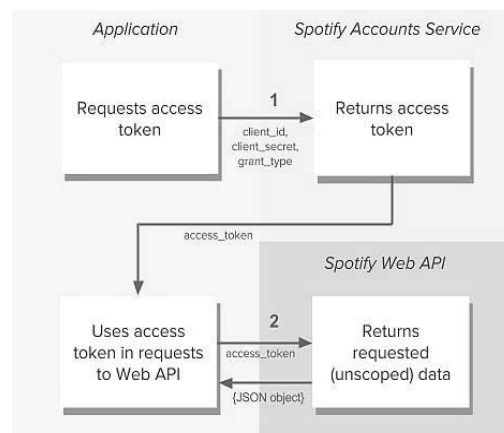 Application
Spotify Accounts Service
Requests access
token
1
client_id,
client_secret,
grant_type
Returns access
token
access_token
Spotify Web API
Uses access
token in requests
to Web API
2
access_token
{JSON object}
Returns
requested
(unscoped) data